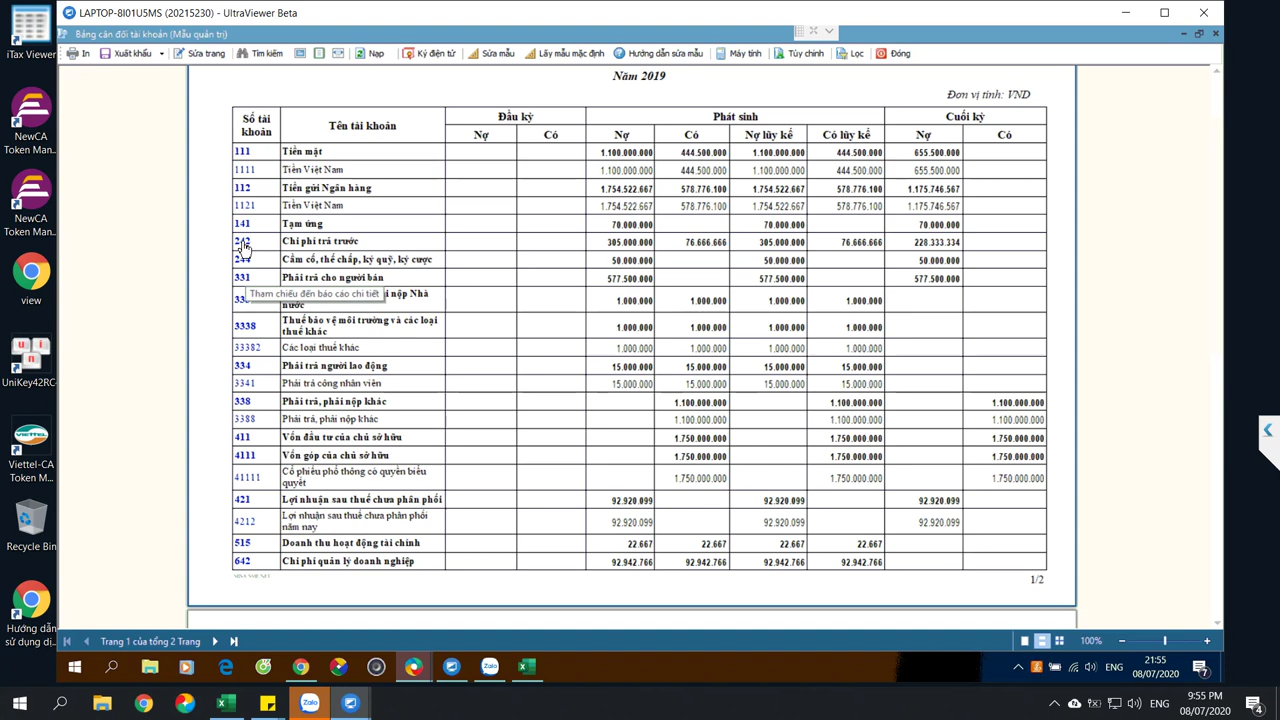 LAPTOP-8I01U5MS (20215230) - UltraViewer Beta
Bảng cân đối tài khoản (Mẫu quản trị)
In Xuất khẩu Sửa trang Tìm kiếm Nạp Ký điện tử Sửa mẫu Lấy mẫu mặc định Hướng dẫn sửa mẫu Máy tính Tùy chỉnh Lọc Đóng
Năm 2019
Đơn vị tính: VND
Số tài khoản Tên tài khoản Đầu kỳ Phát sinh Cuối kỳ
Nợ Có Nợ Có Nợ lũy kế Có lũy kế Nợ Có
111 Tiền mặt 1.100.000.000 444.500.000 1.100.000.000 444.500.000 655.500.000
1111 Tiền Việt Nam 1.100.000.000 444.500.000 1.100.000.000 444.500.000 655.500.000
112 Tiền gửi Ngân hàng 1.754.522.667 578.776.100 1.754.522.667 578.776.100 1.175.746.567
1121 Tiền Việt Nam 1.754.522.667 578.776.100 1.754.522.667 578.776.100 1.175.746.567
141 Tạm ứng 70.000.000 70.000.000 70.000.000
242 Chi phí trả trước 305.000.000 76.666.666 305.000.000 76.666.666 228.333.334
244 Cầm cố, thế chấp, ký quỹ, ký cược 50.000.000 50.000.000 50.000.000
331 Phải trả cho người bán 577.500.000 577.500.000 577.500.000
Tham chiếu đến báo cáo chi tiết
nộp Nhà
nước 1.000.000 1.000.000 1.000.000 1.000.000
3338 Thuế bảo vệ môi trường và các loại
thuế khác 1.000.000 1.000.000 1.000.000 1.000.000
33382 Các loại thuế khác 1.000.000 1.000.000 1.000.000 1.000.000
334 Phải trả người lao động 15.000.000 15.000.000 15.000.000 15.000.000
3341 Phải trả công nhân viên 15.000.000 15.000.000 15.000.000 15.000.000
338 Phải trả, phải nộp khác 1.100.000.000 1.100.000.000 1.100.000.000
3388 Phải trả, phải nộp khác 1.100.000.000 1.100.000.000 1.100.000.000
411 Vốn đầu tư của chủ sở hữu 1.750.000.000 1.750.000.000 1.750.000.000
4111 Vốn góp của chủ sở hữu 1.750.000.000 1.750.000.000 1.750.000.000
41111 Cổ phiếu phổ thông có quyền biểu
quyết 1.750.000.000 1.750.000.000 1.750.000.000
421 Lợi nhuận sau thuế chưa phân phối 92.920.099 92.920.099 92.920.099
4212 Lợi nhuận sau thuế chưa phân phối
năm nay 92.920.099 92.920.099 92.920.099
515 Doanh thu hoạt động tài chính 22.667 22.667 22.667 22.667
642 Chi phí quản lý doanh nghiệp 92.942.766 92.942.766 92.942.766 92.942.766
1/2
Trang 1 của tổng 2 Trang 100%
ENG 21:55
08/07/2020
7
ENG 9:55 PM
08/07/2020
4
iTax Viewer
NewCA
Token Man...
NewCA
Token Man...
view
UniKey42RC...
Viettel-CA
Token M...
Recycle Bin
Hướng dẫn
sử dụng dị...
Zalo
Zalo